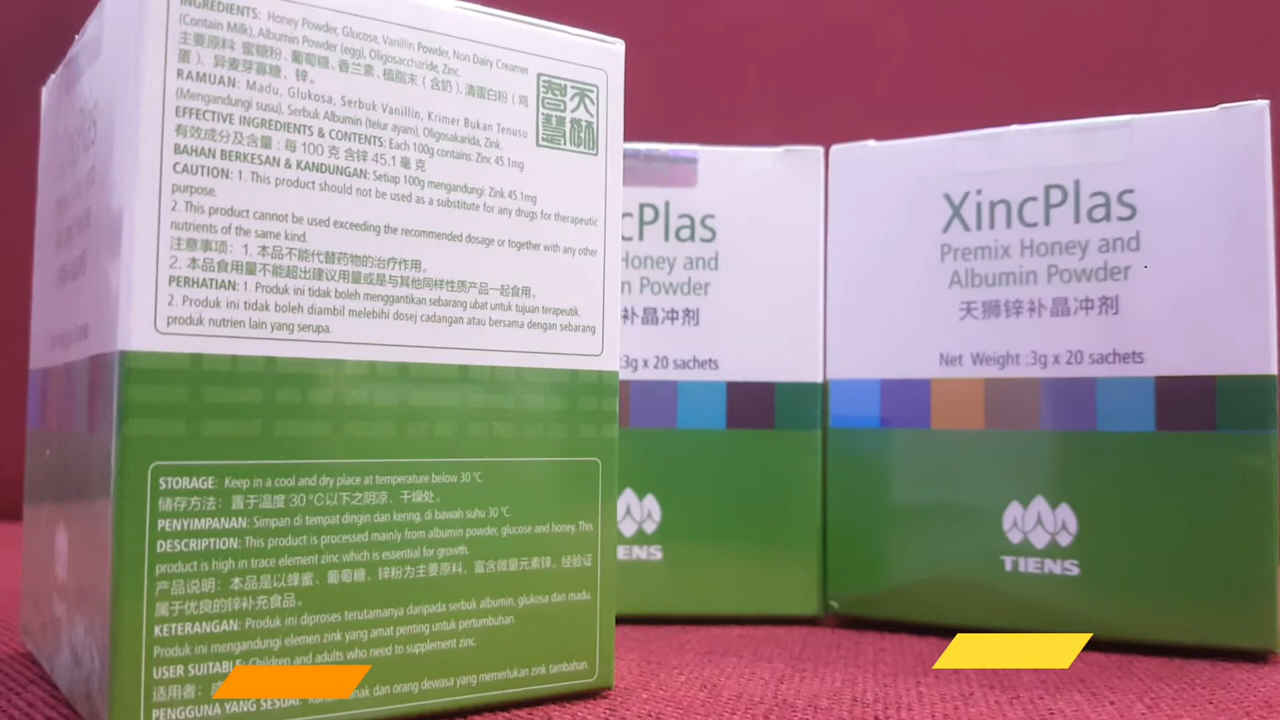 INGREDIENTS: Honey Powder, Glucose, Vanillin Powder, Non Dairy Creamer
(Contain Milk), Albumin Powder (egg), Oligosaccharide, Zinc.
主要原料: 蜜糖粉、葡萄糖、香兰素、植脂末（含奶）、清蛋白粉（鸡
蛋）、异麦芽寡糖、锌。
RAMUAN: Madu, Glukosa, Serbuk Vanillin, Krimer Bukan Tenusu
(Mengandungi susu), Serbuk Albumin (telur ayam), Oligosakarida, Zink.
EFFECTIVE INGREDIENTS & CONTENTS: Each 100g contains: Zinc 45.1mg
有效成分及含量：每 100 克 含锌 45.1 毫 克
BAHAN BERKESAN & KANDUNGAN: Setiap 100g mengandungi: Zink 45.1mg
CAUTION: 1. This product should not be used as a substitute for any drugs for therapeutic
purpose.
2. This product cannot be used exceeding the recommended dosage or together with any other
nutrients of the same kind.
注意事项：1. 本品不能代替药物的治疗作用。
2. 本品食用量不能超出建议用量或是与其他同样性质产品一起食用。
PERHATIAN: 1. Produk ini tidak boleh menggantikan sebarang ubat untuk tujuan terapeutik.
2. Produk ini tidak boleh diambil melebihi dosej cadangan atau bersama dengan sebarang
produk nutrien lain yang serupa.
天狮
智慧
STORAGE: Keep in a cool and dry place at temperature below 30 °C.
储存方法：置于温度 30 °C以下之阴凉、干燥处。
PENYIMPANAN: Simpan di tempat dingin dan kering, di bawah suhu 30 °C.
DESCRIPTION: This product is processed mainly from albumin powder, glucose and honey. This
product is high in trace element zinc which is essential for growth.
产品说明：本品是以蜂蜜、葡萄糖、锌粉为主要原料，富含微量元素锌。经验证
属于优良的锌补充食品。
KETERANGAN: Produk ini diproses terutamanya daripada serbuk albumin, glukosa dan madu.
Produk ini mengandungi elemen zink yang amat penting untuk pertumbuhan.
USER SUITABLE: Children and adults who need to supplement zinc.
适用者：
PENGGUNA YANG SESUAI: dan orang dewasa yang memerlukan zink tambahan.
cPlas
Honey and
n Powder
补晶冲剂
:3g x 20 sachets
ENS
XincPlas
Premix Honey and
Albumin Powder
天狮锌补晶冲剂
Net Weight :3g x 20 sachets
TIENS